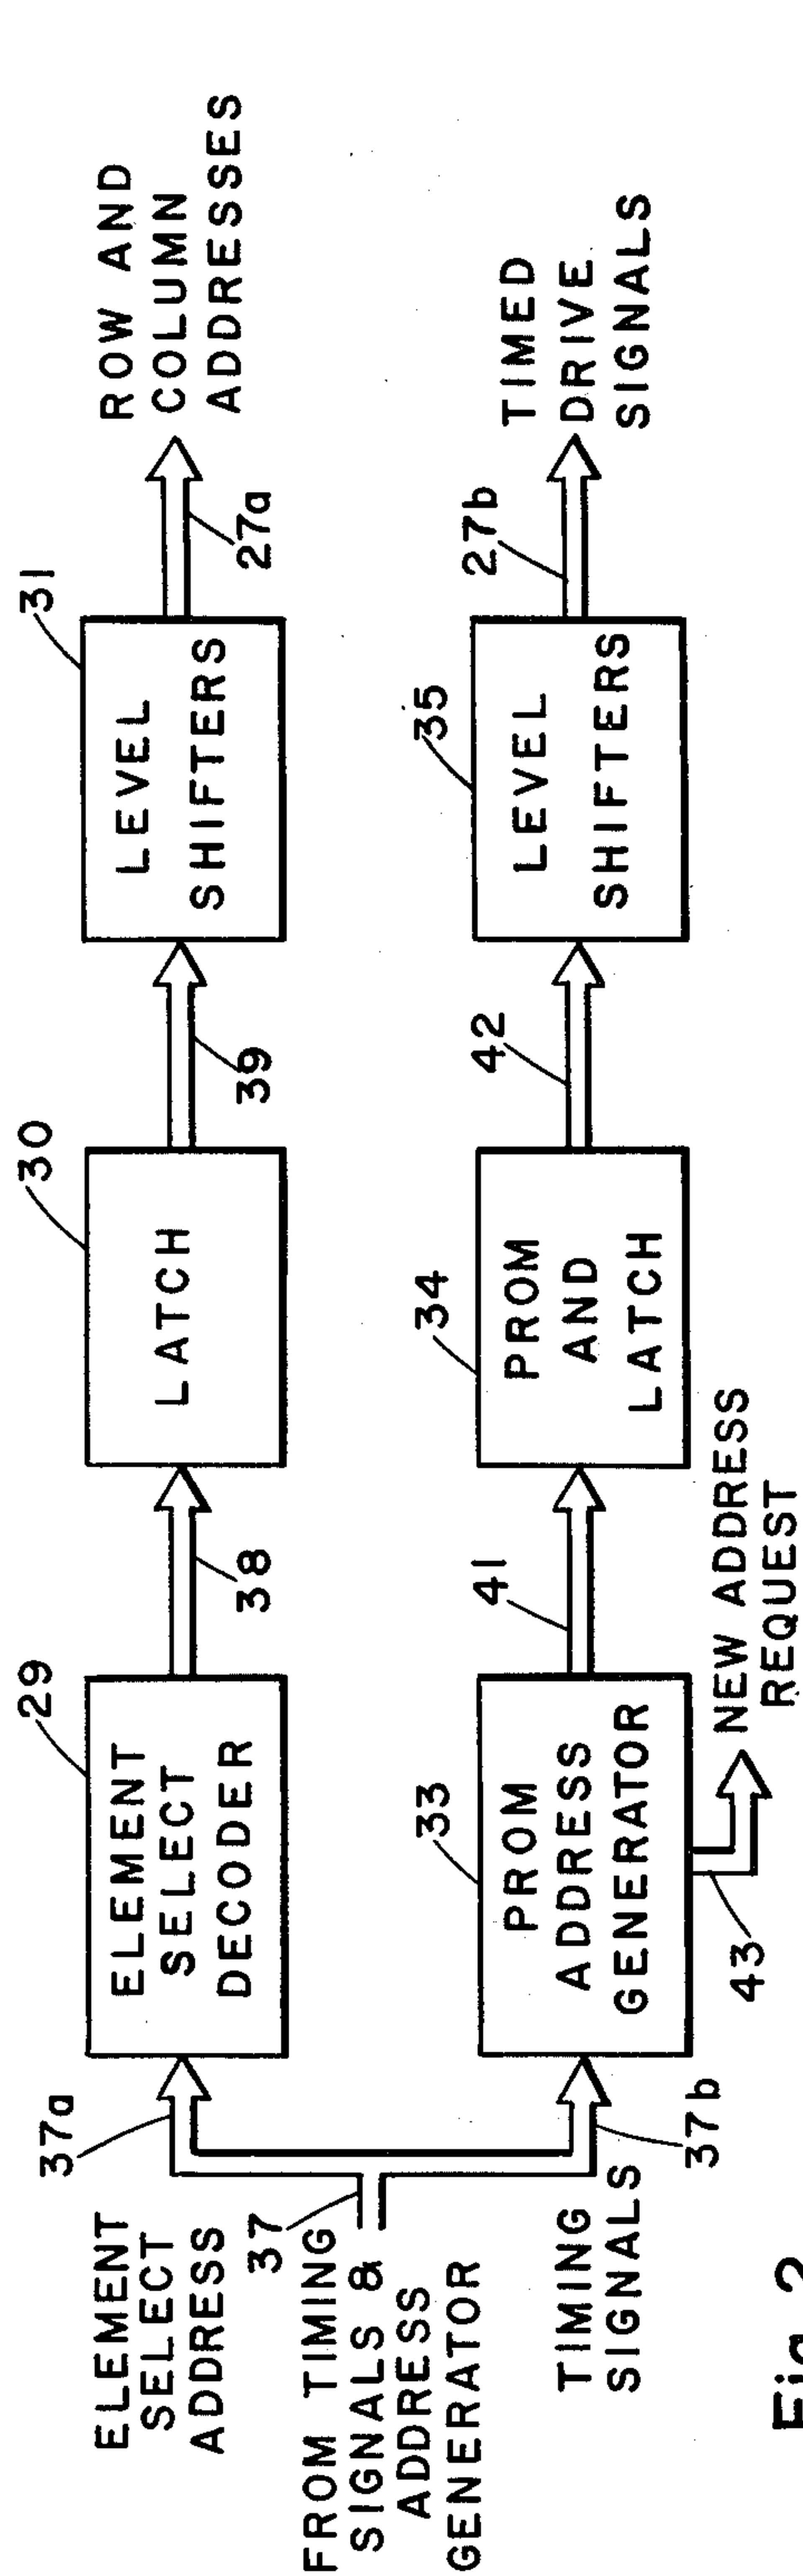 ELEMENT
SELECT
ADDRESS
37a
29
ELEMENT
SELECT
DECODER
38
30
LATCH
39
31
LEVEL
SHIFTERS
27a
ROW AND
COLUMN
ADDRESSES
37
FROM TIMING
SIGNALS &
ADDRESS
GENERATOR
TIMING
SIGNALS
37b
33
PROM
ADDRESS
GENERATOR
43
NEW ADDRESS
REQUEST
41
34
PROM
AND
LATCH
42
35
LEVEL
SHIFTERS
27b
TIMED
DRIVE
SIGNALS
Fig. 2